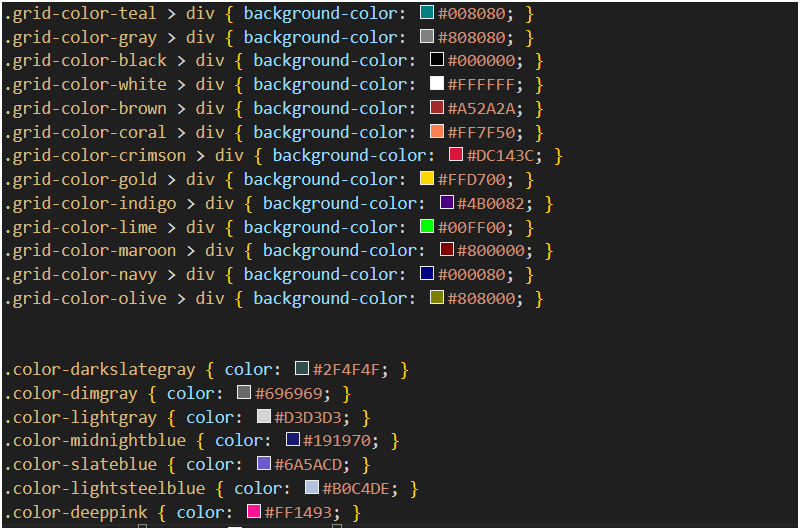 .grid-color-teal > div { background-color: #008080; }
.grid-color-gray > div { background-color: #808080; }
.grid-color-black > div { background-color: #000000; }
.grid-color-white > div { background-color: #FFFFFF; }
.grid-color-brown > div { background-color: #A52A2A; }
.grid-color-coral > div { background-color: #FF7F50; }
.grid-color-crimson > div { background-color: #DC143C; }
.grid-color-gold > div { background-color: #FFD700; }
.grid-color-indigo > div { background-color: #4B0082; }
.grid-color-lime > div { background-color: #00FF00; }
.grid-color-maroon > div { background-color: #800000; }
.grid-color-navy > div { background-color: #000080; }
.grid-color-olive > div { background-color: #808000; }
.color-darkslategray { color: #2F4F4F; }
.color-dimgray { color: #696969; }
.color-lightgray { color: #D3D3D3; }
.color-midnightblue { color: #191970; }
.color-slateblue { color: #6A5ACD; }
.color-lightsteelblue { color: #B0C4DE; }
.color-deeppink { color: #FF1493; }